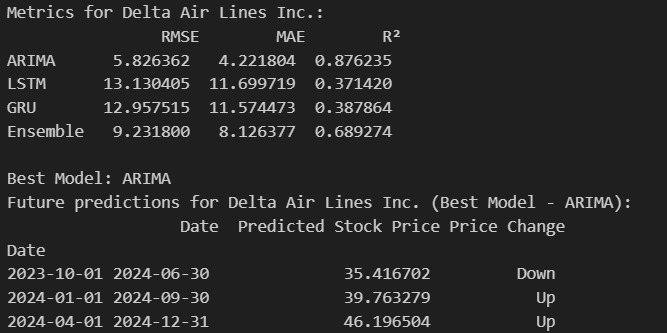 Metrics for Delta Air Lines Inc.:
RMSE MAE R²
ARIMA 5.826362 4.221804 0.876235
LSTM 13.130405 11.699719 0.371420
GRU 12.957515 11.574473 0.387864
Ensemble 9.231800 8.126377 0.689274
Best Model: ARIMA
Future predictions for Delta Air Lines Inc. (Best Model - ARIMA):
Date Predicted Stock Price Price Change
Date
2023-10-01 2024-06-30 35.416702 Down
2024-01-01 2024-09-30 39.763279 Up
2024-04-01 2024-12-31 46.196504 Up